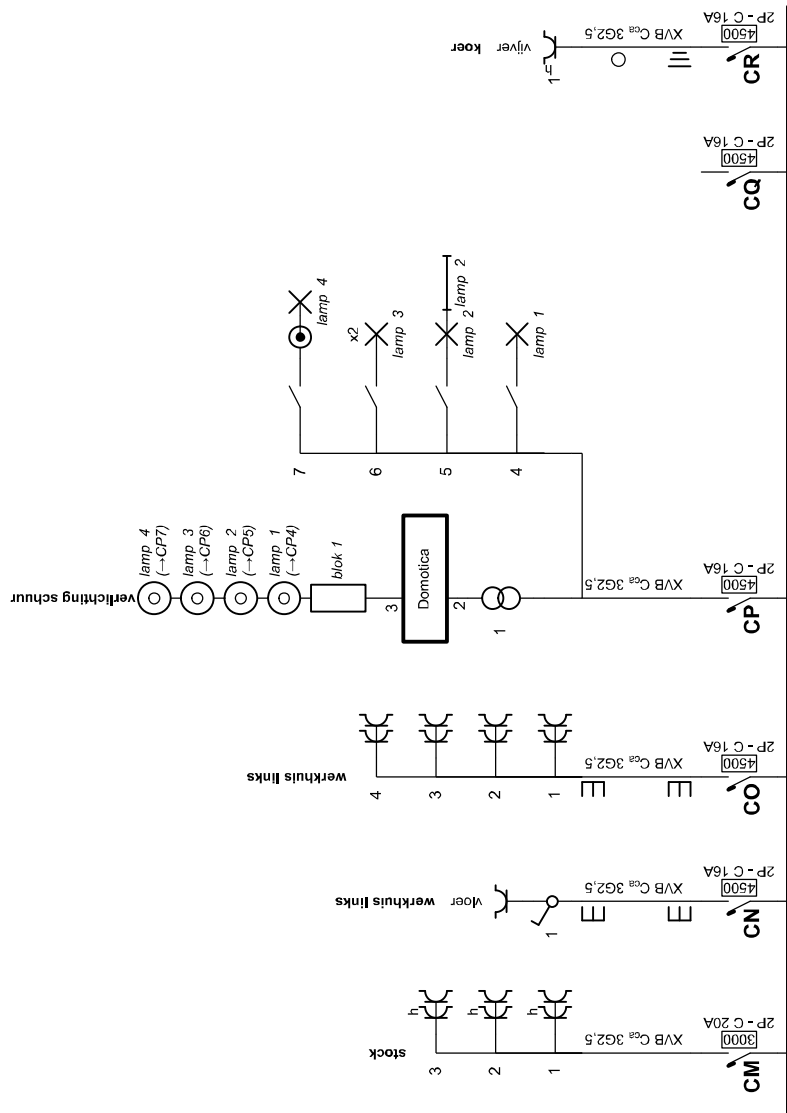 stock
3
h
2
h
1
h
XVB Cca 3G2,5
CM
3000
2P - C 20A
werkhuis links
vloer
1
XVB Cca 3G2,5
CN
4500
2P - C 16A
werkhuis links
4
3
2
1
XVB Cca 3G2,5
CO
4500
2P - C 16A
verlichting schuur
lamp 4
(→CP7)
lamp 3
(→CP6)
lamp 2
(→CP5)
lamp 1
(→CP4)
blok 1
3
Domotica
2
1
7
lamp 4
6
x2
lamp 3
5
lamp 2
lamp 2
4
lamp 1
XVB Cca 3G2,5
CP
4500
2P - C 16A
CQ
4500
2P - C 16A
koer
vijver
h
1
XVB Cca 3G2,5
CR
4500
2P - C 16A